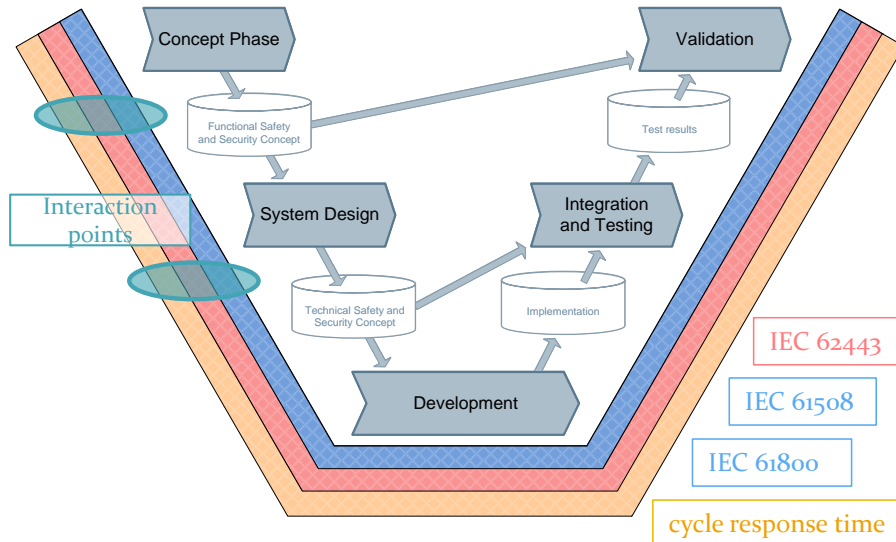 Concept Phase
Validation
Functional Safety
and Security Concept
Test results
Interaction
points
System Design
Integration
and Testing
Technical Safety and
Security Concept
Implementation
IEC 62443
Development
IEC 61508
IEC 61800
cycle response time